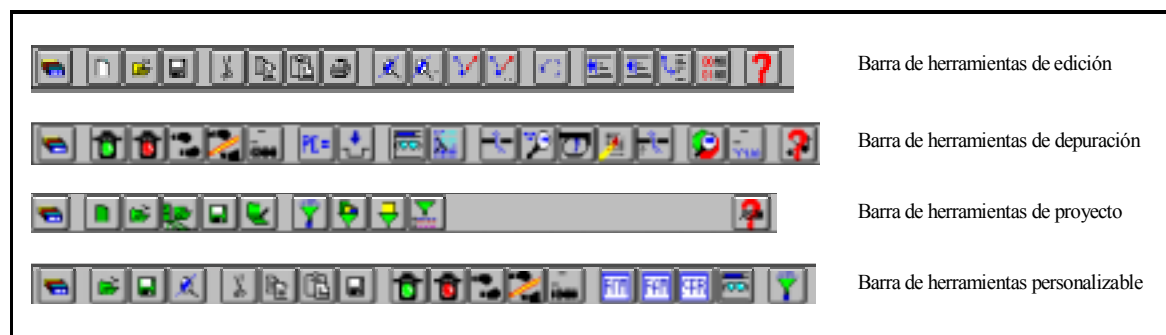 Barra de herramientas de edición
PC=
Barra de herramientas de depuración
Barra de herramientas de proyecto
Barra de herramientas personalizable